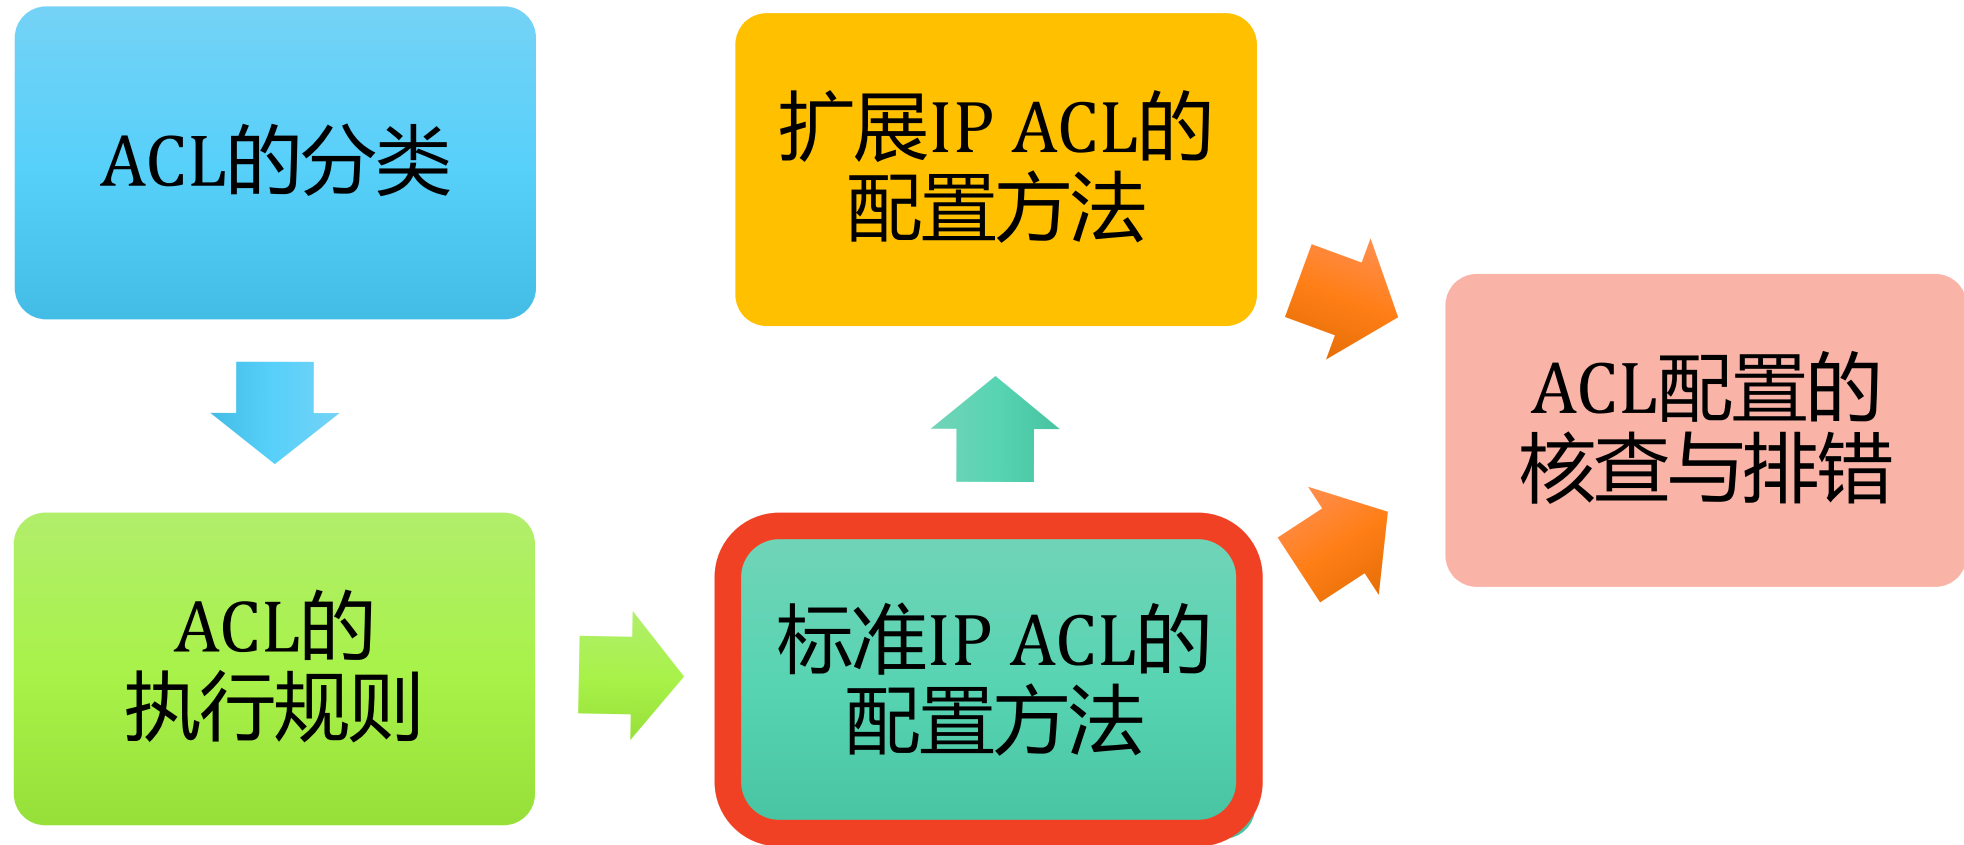 ACL的分类
ACL的
执行规则
标准IP ACL的
配置方法
扩展IP ACL的
配置方法
ACL配置的
核查与排错